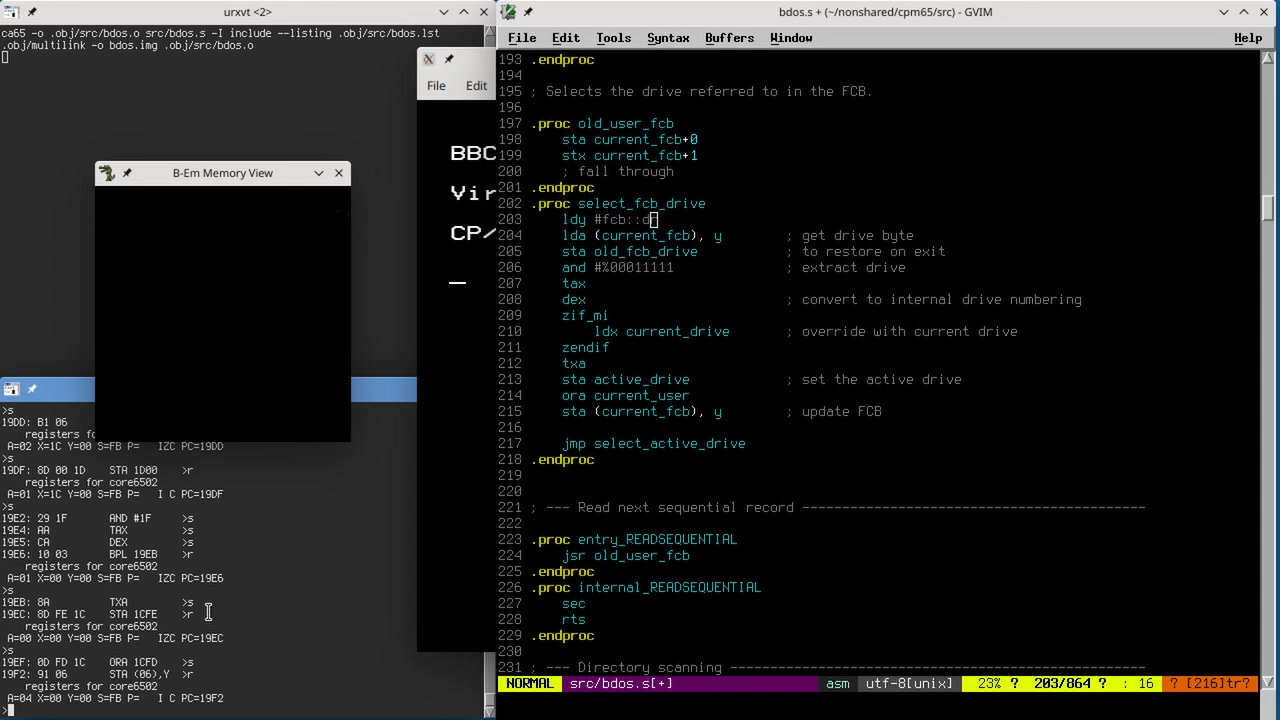 urxvt <2>
ca65 -o .obj/src/bdos.o src/bdos.s -I include --listing .obj/src/bdos.lst
.obj/multilink -o bdos.img .obj/src/bdos.o
File Edit
BBC
Vir
CP/
B-Em Memory View
>s
19DD: B1 06
registers fo
A=02 X=1C Y=00 S=FB P= IZC PC=19DD
>s
19DF: 8D 00 1D STA 1D00 >r
registers for core6502
A=01 X=1C Y=00 S=FB P= I C PC=19DF
>s
19E2: 29 1F AND #1F >s
19E4: AA TAX >s
19E5: CA DEX >s
19E6: 10 03 BPL 19EB >r
registers for core6502
A=01 X=00 Y=00 S=FB P= IZC PC=19E6
>s
19EB: 8A TXA >s
19EC: 8D FE 1C STA 1CFE >r
registers for core6502
A=00 X=00 Y=00 S=FB P= IZC PC=19EC
>s
19EF: 0D FD 1C ORA 1CFD >s
19F2: 91 06 STA (06),Y >r
registers for core6502
A=04 X=00 Y=00 S=FB P= I C PC=19F2
>
bdos.s + (~/nonshared/cpm65/src) - GVIM
File Edit Tools Syntax Buffers Window Help
193 .endproc
194
195 ; Selects the drive referred to in the FCB.
196
197 .proc old_user_fcb
198 sta current_fcb+0
199 stx current_fcb+1
200 ; fall through
201 .endproc
202 .proc select_fcb_drive
203 ldy #fcb::dr
204 lda (current_fcb), y ; get drive byte
205 sta old_fcb_drive ; to restore on exit
206 and #%00011111 ; extract drive
207 tax
208 dex ; convert to internal drive numbering
209 zif_mi
210 ldx current_drive ; override with current drive
211 zendif
212 txa
213 sta active_drive ; set the active drive
214 ora current_user
215 sta (current_fcb), y ; update FCB
216
217 jmp select_active_drive
218 .endproc
219
220
221 ; --- Read next sequential record -------------------------------------------
222
223 .proc entry_READSEQUENTIAL
224 jsr old_user_fcb
225 .endproc
226 .proc internal_READSEQUENTIAL
227 sec
228 rts
229 .endproc
230
231 ; --- Directory scanning ----------------------------------------------------
NORMAL src/bdos.s[+] asm utf-8[unix] 23% ? 203/864 ? : 16 ? [216]tr?